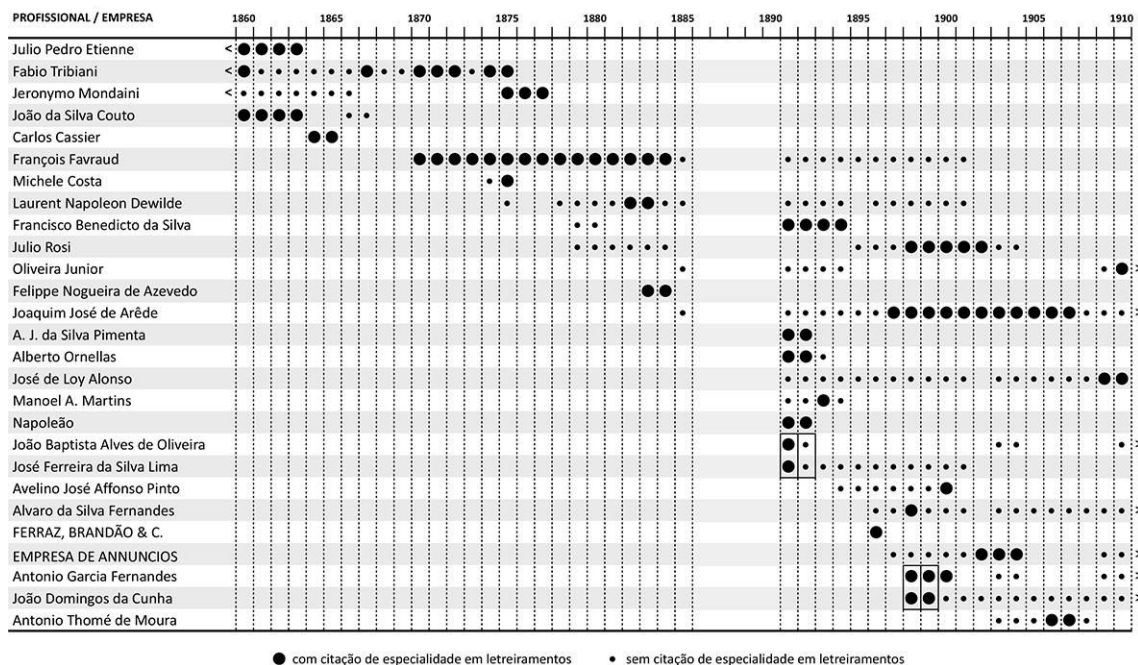 PROFISSIONAL / EMPRESA 1860 1865 1870 1875 1880 1885 1890 1895 1900 1905 1910
Julio Pedro Etienne <
Fabio Tribiani <
Jeronymo Mondaini <
João da Silva Couto
Carlos Cassier
François Favraud
Michele Costa
Laurent Napoleon Dewilde
Francisco Benedicto da Silva
Julio Rosi
Oliveira Junior >
Felippe Nogueira de Azevedo
Joaquim José de Arêde >
A. J. da Silva Pimenta
Alberto Ornellas
José de Loy Alonso
Manoel A. Martins
Napoleão
João Baptista Alves de Oliveira >
José Ferreira da Silva Lima
Avelino José Affonso Pinto
Alvaro da Silva Fernandes >
FERRAZ, BRANDÃO & C.
EMPRESA DE ANNUNCIOS >
Antonio Garcia Fernandes >
João Domingos da Cunha >
Antonio Thomé de Moura
com citação de especialidade em letreiramentos sem citação de especialidade em letreiramentos